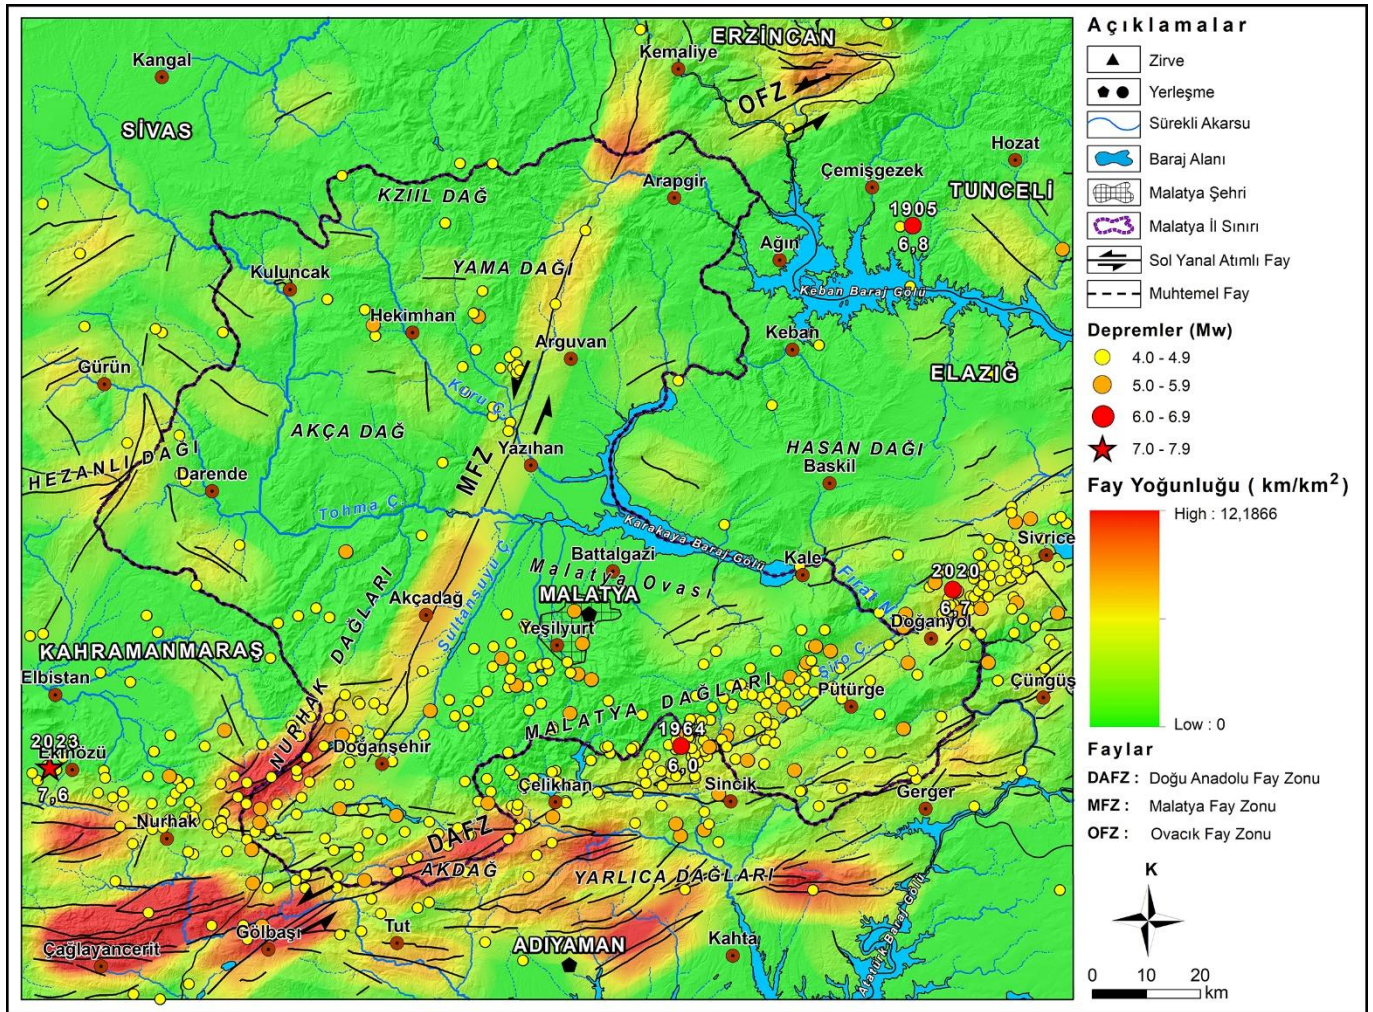 ERZİNCAN
Kemaliye
Kangal
OFZ
SİVAS
Hozat
Çemişgezek
Arapgir
TUNCELİ
KZIIL DAĞ
1905
6,8
Ağın
YAMA DAĞI
Kuluncak
Keban Baraj Gölü
Hekimhan
Keban
Arguvan
Gürün
ELAZIĞ
Kuru Ç.
AKÇA DAĞ
HASAN DAĞI
Yazıhan
HEZANLI DAĞI
Baskil
Darende
MFZ
Tohma Ç
Karakaya Baraj Gölü
Sivrice
Battalgazi
Kale
Malatya Ovası
2020
Fırat N.
6,7
MALATYA
Akçadağ
Sultansuyu Ç.
Yeşilyurt
Doğanyol
KAHRAMANMARAŞ
NURHAK DAĞLARI
Siro Ç.
Elbistan
Çüngüş
Pütürge
MALATYA DAĞLARI
1964
6,0
2023
Ekinözü
7,6
Doğanşehir
Çelikhan
Sincik
Gerger
Nurhak
DAFZ
AKDAĞ
YARLICA DAĞLARI
Atatürk Baraj Gölü
Gölbaşı
Tut
ADIYAMAN
Kahta
Çağlayancerit
Açıklamalar
Zirve
Yerleşme
Sürekli Akarsu
Baraj Alanı
Malatya Şehri
Malatya İl Sınırı
Sol Yanal Atımlı Fay
Muhtemel Fay
Depremler (Mw)
4.0 - 4.9
5.0 - 5.9
6.0 - 6.9
7.0 - 7.9
Fay Yoğunluğu ( km/km²)
High : 12,1866
Low : 0
Faylar
DAFZ : Doğu Anadolu Fay Zonu
MFZ : Malatya Fay Zonu
OFZ : Ovacık Fay Zonu
K
0 10 20
km